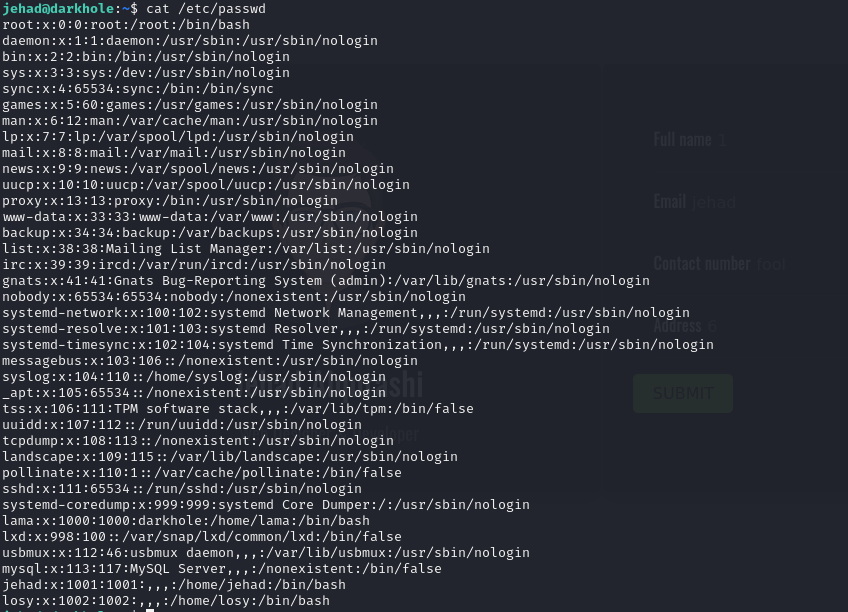 jehad@darkhole:~$ cat /etc/passwd
root:x:0:0:root:/root:/bin/bash
daemon:x:1:1:daemon:/usr/sbin:/usr/sbin/nologin
bin:x:2:2:bin:/bin:/usr/sbin/nologin
sys:x:3:3:sys:/dev:/usr/sbin/nologin
sync:x:4:65534:sync:/bin:/bin/sync
games:x:5:60:games:/usr/games:/usr/sbin/nologin
man:x:6:12:man:/var/cache/man:/usr/sbin/nologin
lp:x:7:7:lp:/var/spool/lpd:/usr/sbin/nologin
mail:x:8:8:mail:/var/mail:/usr/sbin/nologin
news:x:9:9:news:/var/spool/news:/usr/sbin/nologin
uucp:x:10:10:uucp:/var/spool/uucp:/usr/sbin/nologin
proxy:x:13:13:proxy:/bin:/usr/sbin/nologin
www-data:x:33:33:www-data:/var/www:/usr/sbin/nologin
backup:x:34:34:backup:/var/backups:/usr/sbin/nologin
list:x:38:38:Mailing List Manager:/var/list:/usr/sbin/nologin
irc:x:39:39:ircd:/var/run/ircd:/usr/sbin/nologin
gnats:x:41:41:Gnats Bug-Reporting System (admin):/var/lib/gnats:/usr/sbin/nologin
nobody:x:65534:65534:nobody:/nonexistent:/usr/sbin/nologin
systemd-network:x:100:102:systemd Network Management,,,:/run/systemd:/usr/sbin/nologin
systemd-resolve:x:101:103:systemd Resolver,,,:/run/systemd:/usr/sbin/nologin
systemd-timesync:x:102:104:systemd Time Synchronization,,,:/run/systemd:/usr/sbin/nologin
messagebus:x:103:106::/nonexistent:/usr/sbin/nologin
syslog:x:104:110::/home/syslog:/usr/sbin/nologin
_apt:x:105:65534::/nonexistent:/usr/sbin/nologin
tss:x:106:111:TPM software stack,,,:/var/lib/tpm:/bin/false
uuidd:x:107:112::/run/uuidd:/usr/sbin/nologin
tcpdump:x:108:113::/nonexistent:/usr/sbin/nologin
landscape:x:109:115::/var/lib/landscape:/usr/sbin/nologin
pollinate:x:110:1::/var/cache/pollinate:/bin/false
sshd:x:111:65534::/run/sshd:/usr/sbin/nologin
systemd-coredump:x:999:999:systemd Core Dumper:/:/usr/sbin/nologin
lama:x:1000:1000:darkhole:/home/lama:/bin/bash
lxd:x:998:100::/var/snap/lxd/common/lxd:/bin/false
usbmux:x:112:46:usbmux daemon,,,:/var/lib/usbmux:/usr/sbin/nologin
mysql:x:113:117:MySQL Server,,,:/nonexistent:/bin/false
jehad:x:1001:1001:,,,:/home/jehad:/bin/bash
losy:x:1002:1002:,,,:/home/losy:/bin/bash
Full name 1
Email jehad
Contact number fool
Address 6
SUBMIT